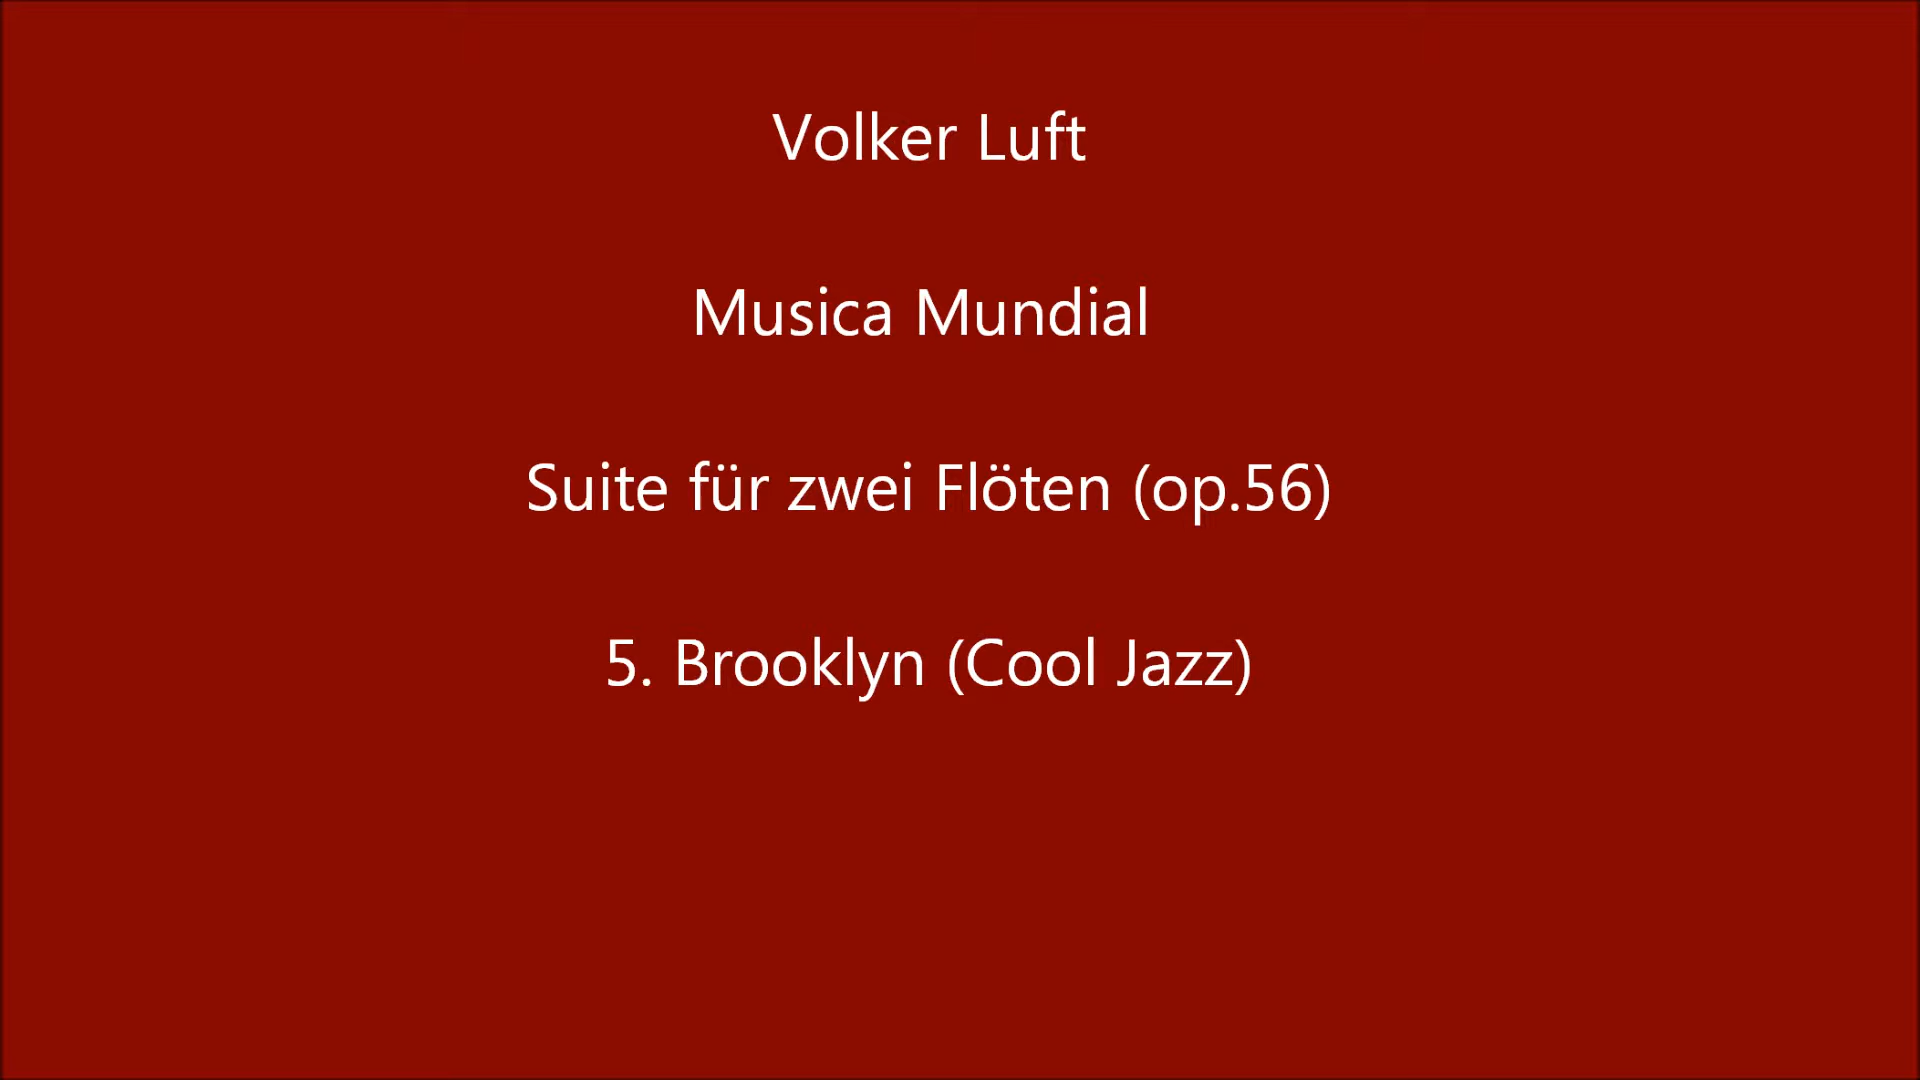 Volker Luft
Musica Mundial
Suite für zwei Flöten (op.56)
5. Brooklyn (Cool Jazz)